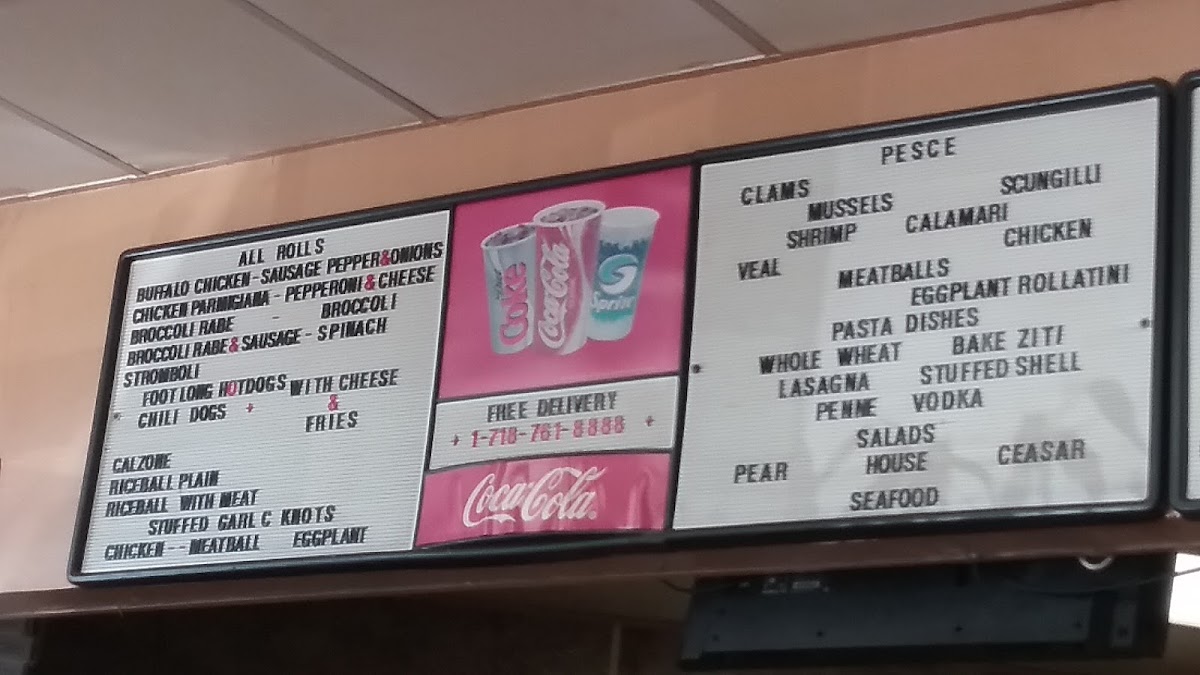 ALL ROLLS
BUFFALO CHICKEN - SAUSAGE PEPPER&ONIONS
CHICKEN PARMIGIANA - PEPPERONI & CHEESE
BROCCOLI RABE - BROCCOLI
BROCCOLI RABE & SAUSAGE - SPINACH
STROMBOLI
FOOT LONG HOTDOGS WITH CHEESE
CHILI DOGS + & FRIES
CALZONE
RICEBALL PLAIN
RICEBALL WITH MEAT
STUFFED GARL C KNOTS
CHICKEN -- MEATBALL EGGPLANT
Coke
Coca-Cola
Sprite
FREE DELIVERY
+ 1-718-761-8888 +
Coca-Cola
PESCE
CLAMS SCUNGILLI
MUSSELS
SHRIMP CALAMARI CHICKEN
VEAL MEATBALLS
EGGPLANT ROLLATINI
PASTA DISHES
WHOLE WHEAT BAKE ZITI
LASAGNA STUFFED SHELL
PENNE VODKA
SALADS
PEAR HOUSE CEASAR
SEAFOOD